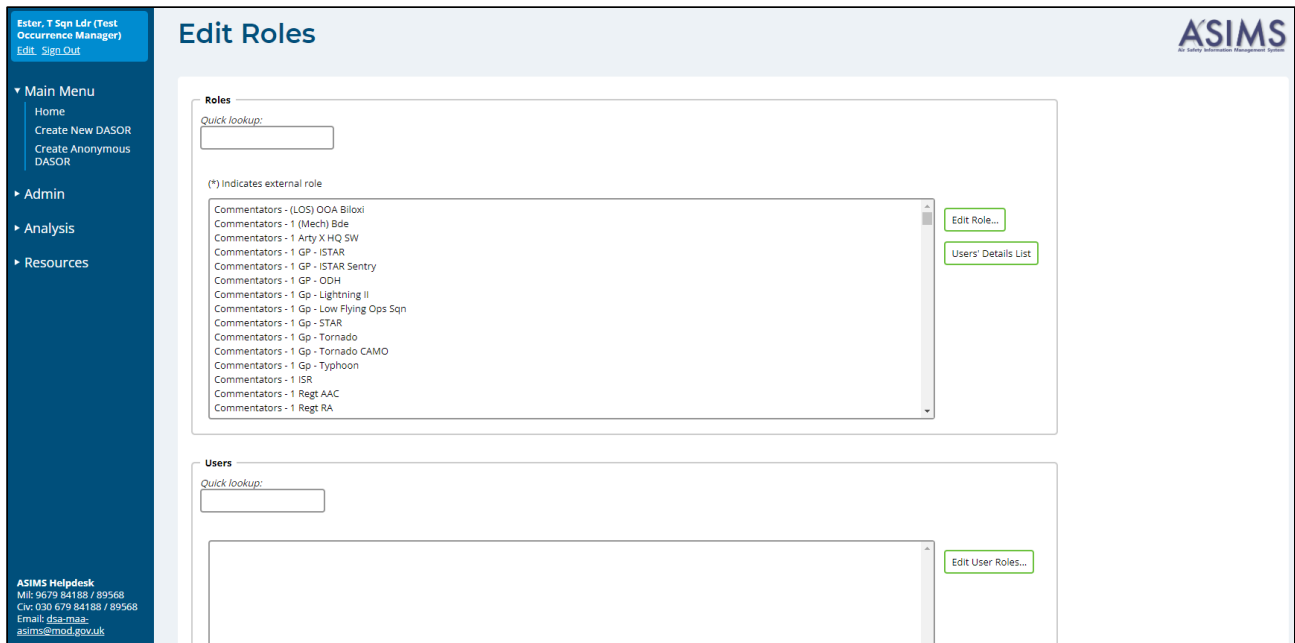 Ester, T Sqn Ldr (Test
Occurrence Manager)
Edit Sign Out
Edit Roles
ASIMS
Air Safety Information Management System
Main Menu
Home
Create New DASOR
Create Anonymous
DASOR
Admin
Analysis
Resources
Roles
Quick lookup:
(*) Indicates external role
Commentators - (LOS) OOA Biloxi
Commentators - 1 (Mech) Bde
Commentators - 1 Arty X HQ SW
Commentators - 1 GP - ISTAR
Commentators - 1 GP - ISTAR Sentry
Commentators - 1 GP - ODH
Commentators - 1 Gp - Lightning II
Commentators - 1 Gp - Low Flying Ops Sqn
Commentators - 1 Gp - STAR
Commentators - 1 Gp - Tornado
Commentators - 1 Gp - Tornado CAMO
Commentators - 1 Gp - Typhoon
Commentators - 1 ISR
Commentators - 1 Regt AAC
Commentators - 1 Regt RA
Edit Role...
Users' Details List
Users
Quick lookup:
Edit User Roles...
ASIMS Helpdesk
Mil: 9679 84188 / 89568
Civ: 030 679 84188 / 89568
Email: dsa-maa-
asims@mod.gov.uk